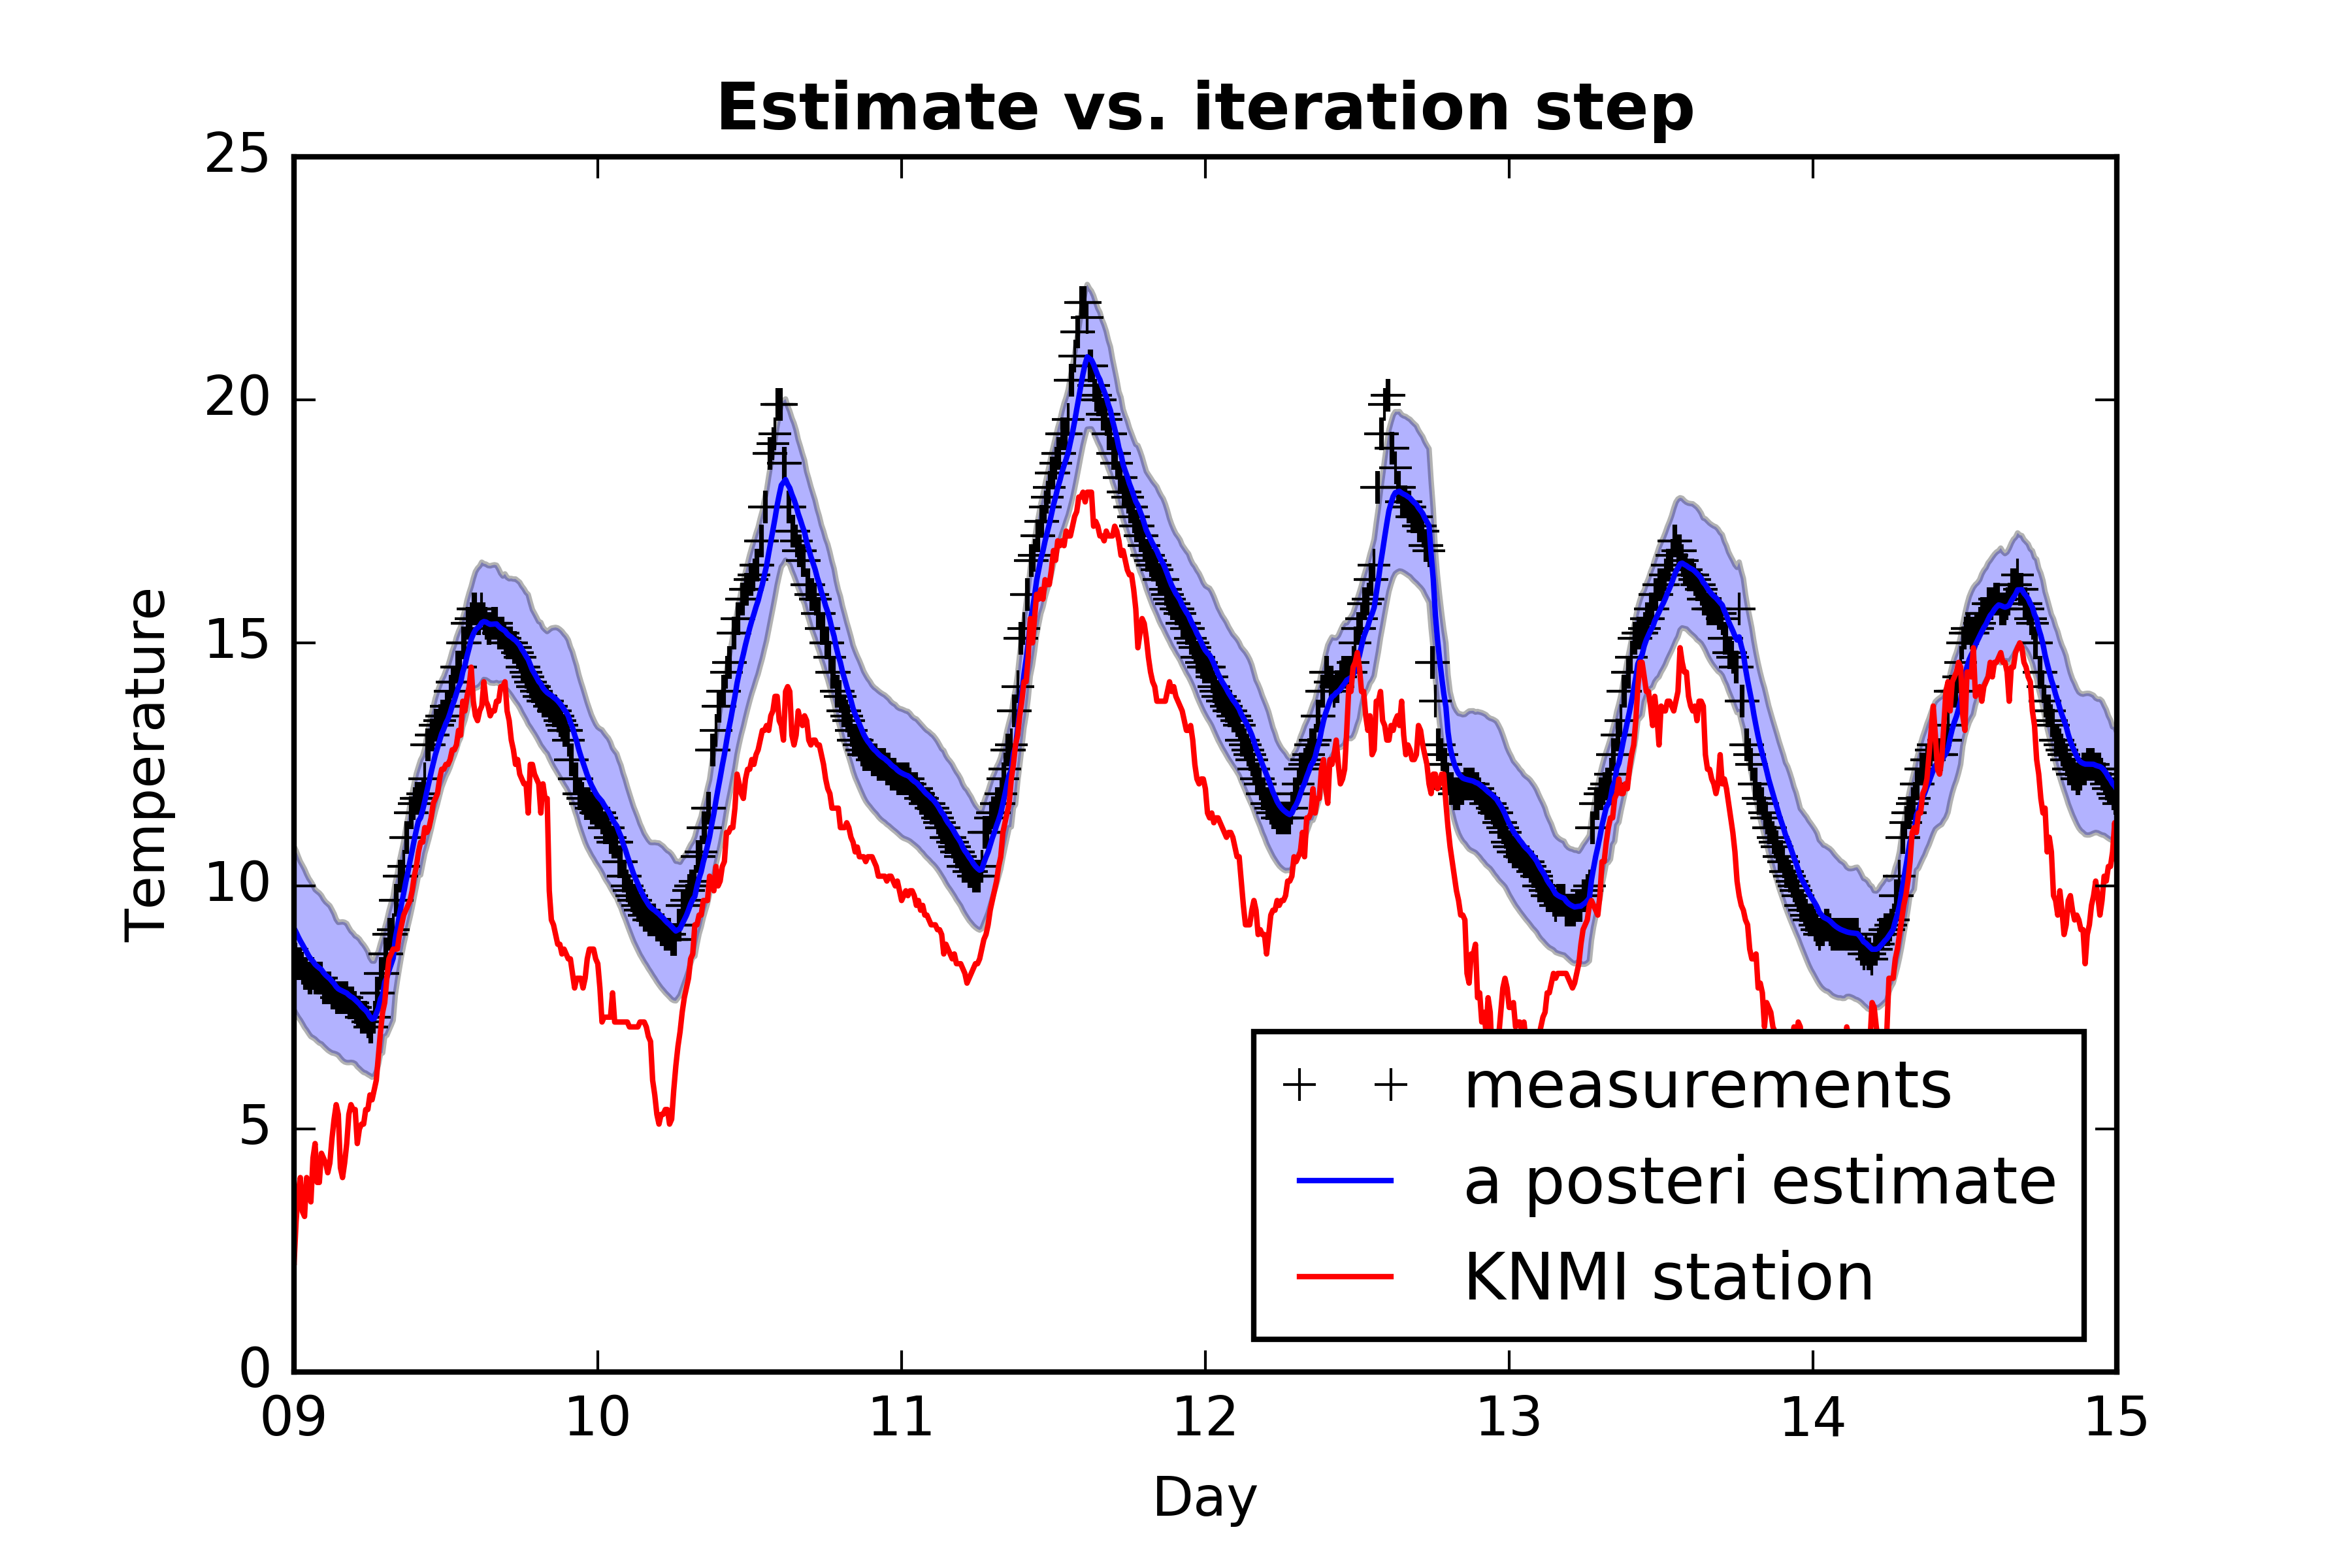 Estimate vs. iteration step
25
20
15
10
5
0
Temperature
09 10 11 12 13 14 15
Day
measurements
a posteri estimate
KNMI station